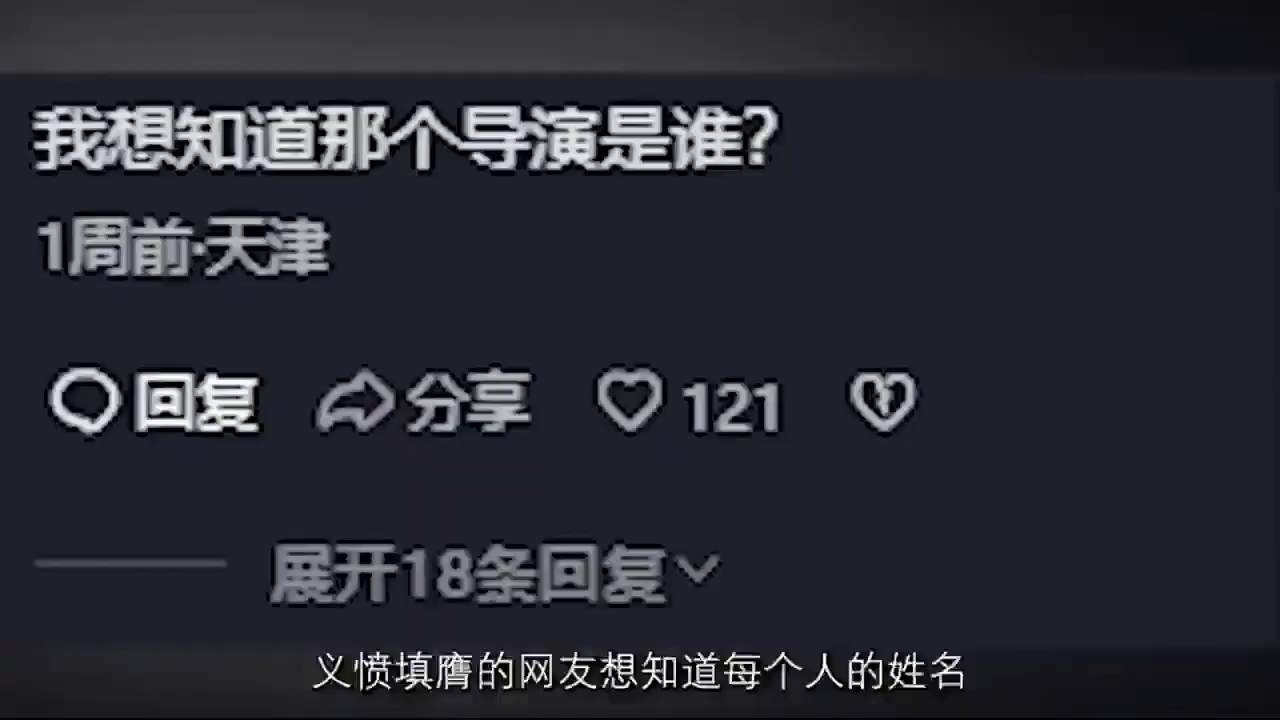 我想知道那个导演是谁?
1周前·天津
回复 分享 121
展开18条回复
义愤填膺的网友想知道每个人的姓名